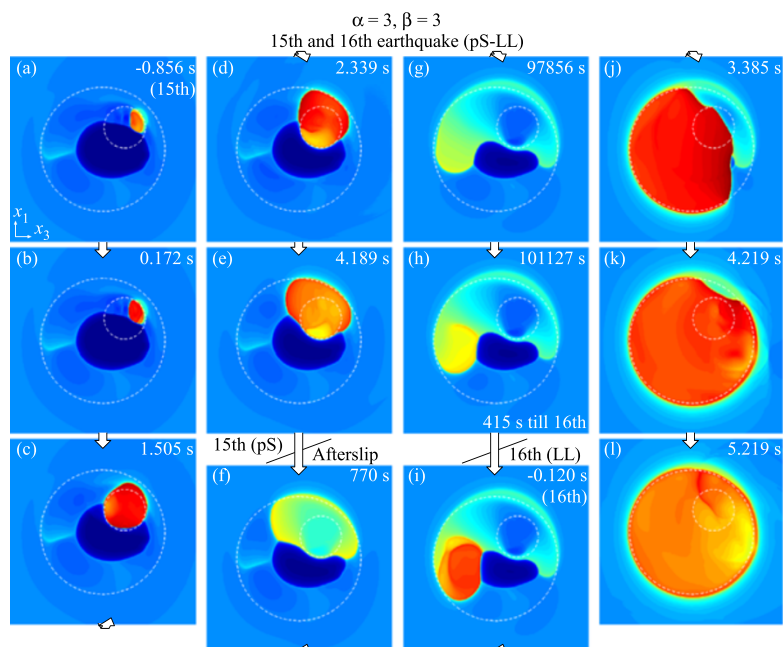 α = 3, β = 3
15th and 16th earthquake (pS-LL)
(a) -0.856 s
(15th)
x1
x3
(b) 0.172 s
(c) 1.505 s
(d) 2.339 s
(e) 4.189 s
15th (pS)
Afterslip
(f) 770 s
(g) 97856 s
(h) 101127 s
415 s till 16th
16th (LL)
(i) -0.120 s
(16th)
(j) 3.385 s
(k) 4.219 s
(l) 5.219 s